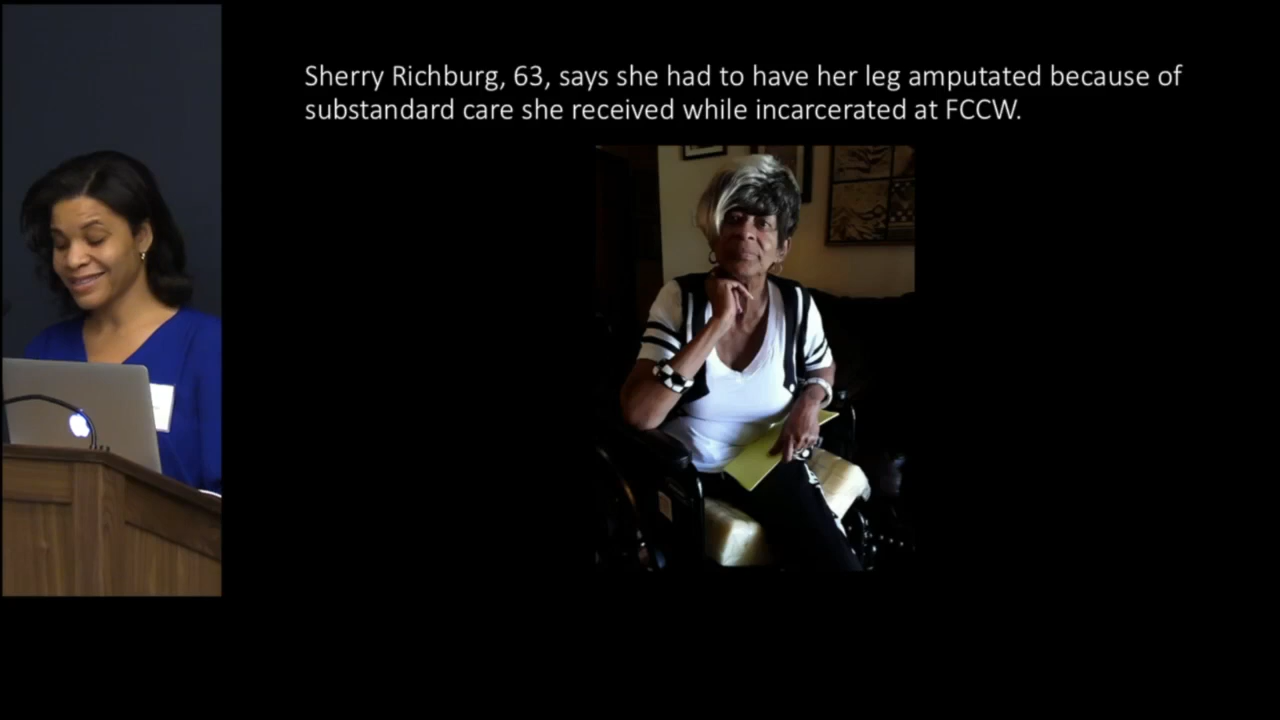 Sherry Richburg, 63, says she had to have her leg amputated because of
substandard care she received while incarcerated at FCCW.